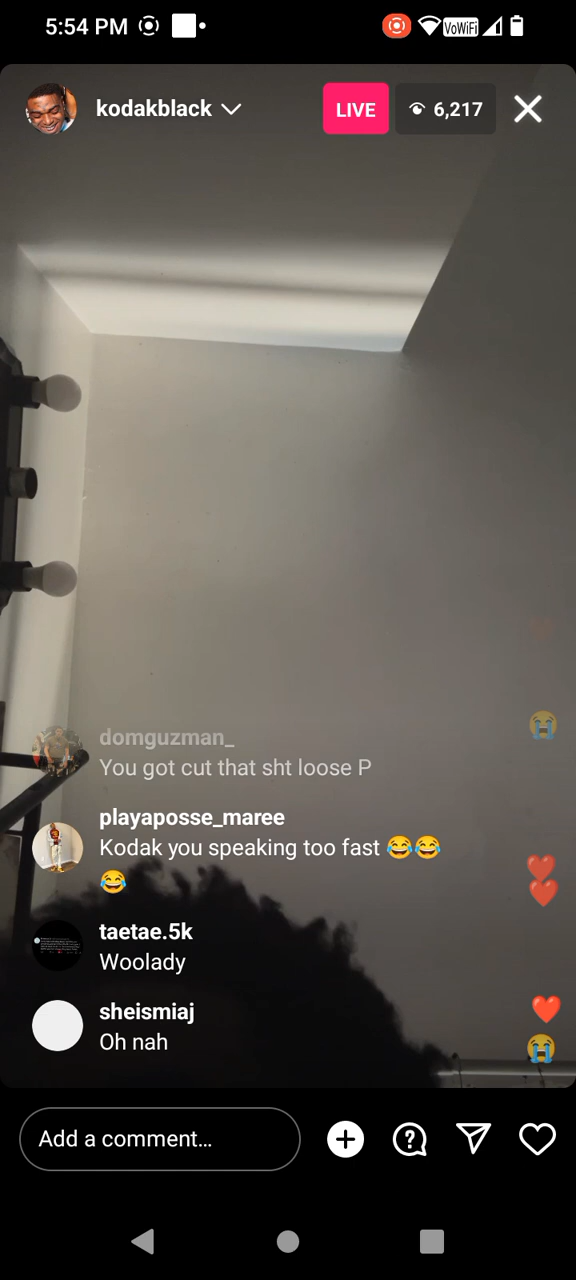 5:54 PM
VoWiFi
kodakblack
LIVE
6,217
domguzman_
You got cut that sht loose P
playaposse_maree
Kodak you speaking too fast 😂😂
😂
taetae.5k
Woolady
sheismiaj
Oh nah
Add a comment...